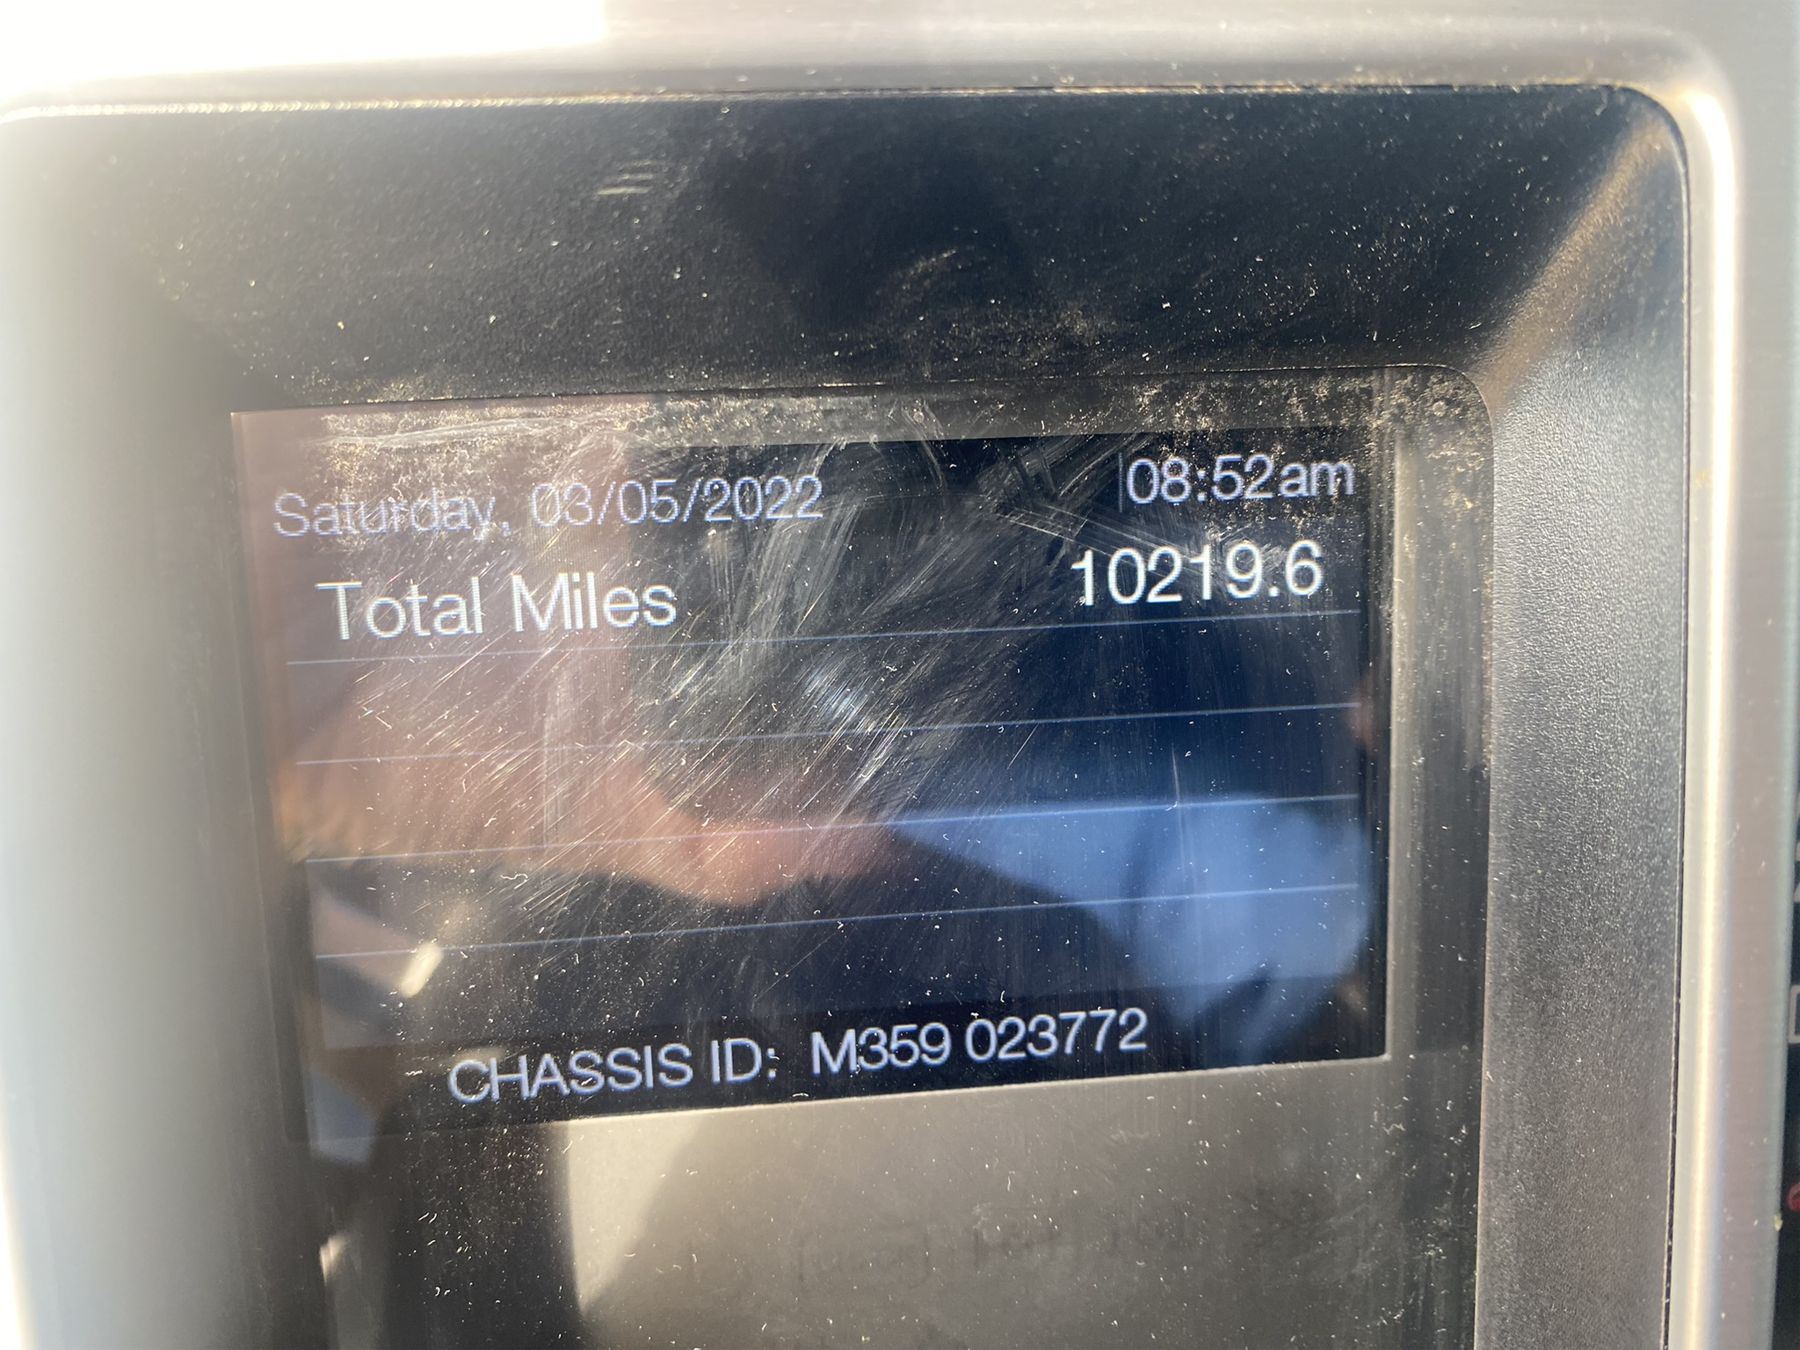 Saturday, 03/05/2022 08:52am
Total Miles 10219.6
CHASSIS ID: M359 023772